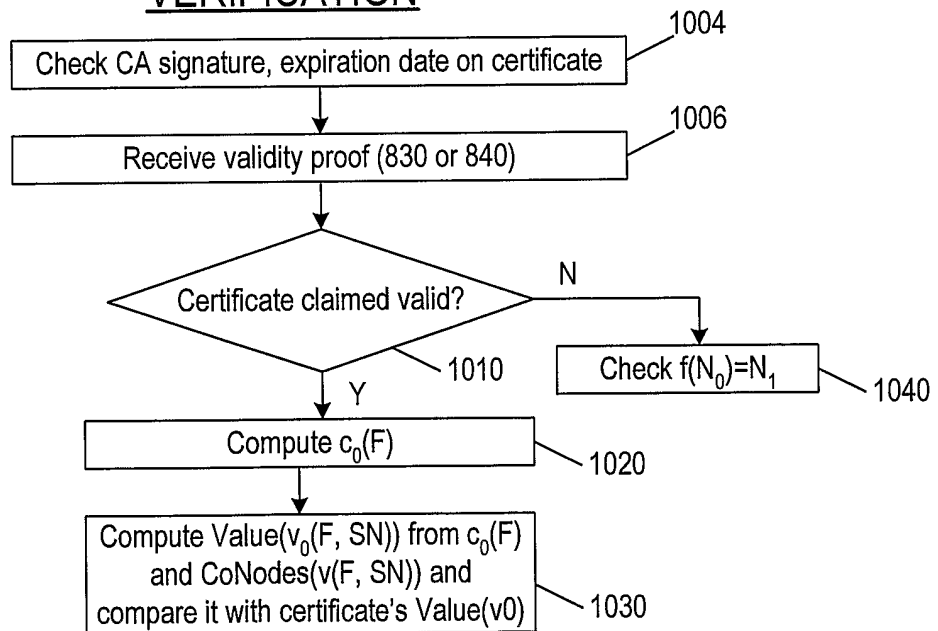 VERIFICATION
1004
Check CA signature, expiration date on certificate
1006
Receive validity proof (830 or 840)
N
Certificate claimed valid?
1010
Check f(N₀)=N₁
1040
Y
Compute c₀(F)
1020
Compute Value(v₀(F, SN)) from c₀(F)
and CoNodes(v(F, SN) and
compare it with certificate's Value(v0)
1030